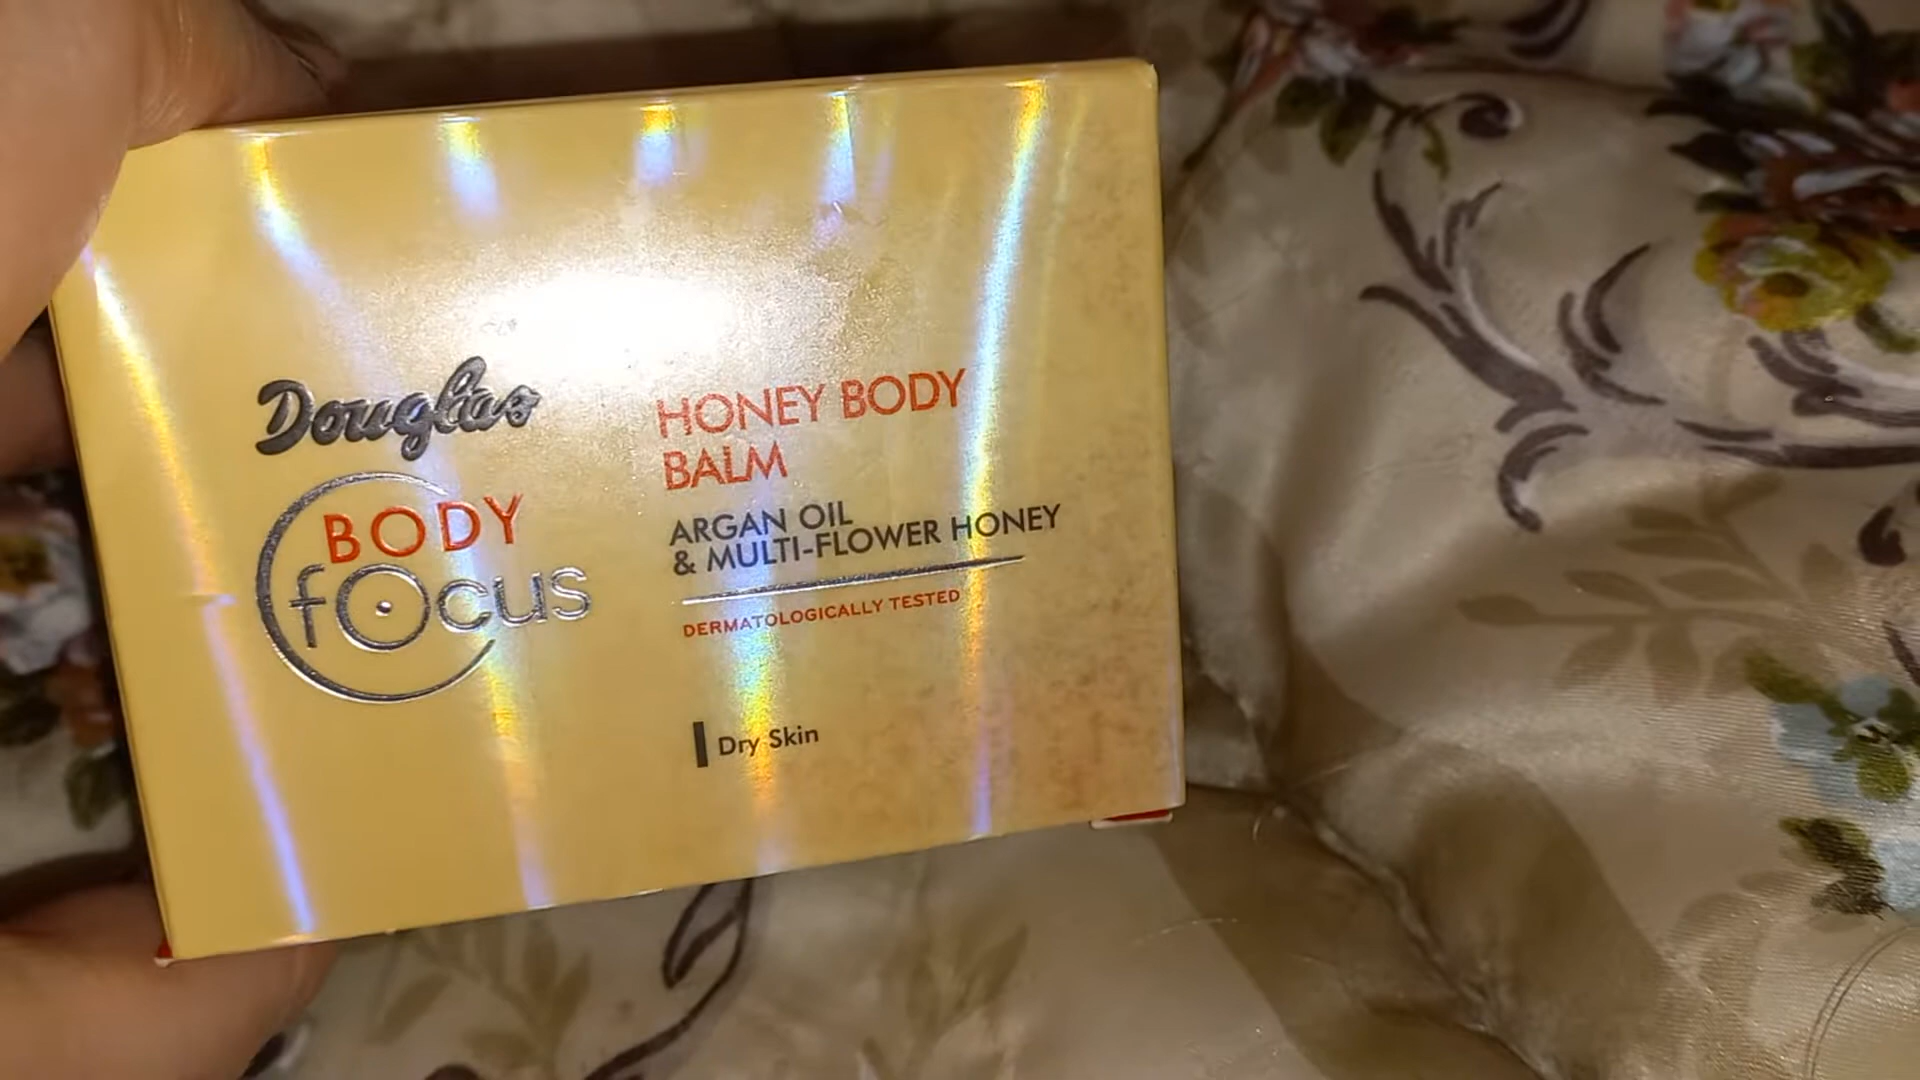 Douglas
BODY
focus
HONEY BODY
BALM
ARGAN OIL
& MULTI-FLOWER HONEY
DERMATOLOGICALLY TESTED
Dry Skin